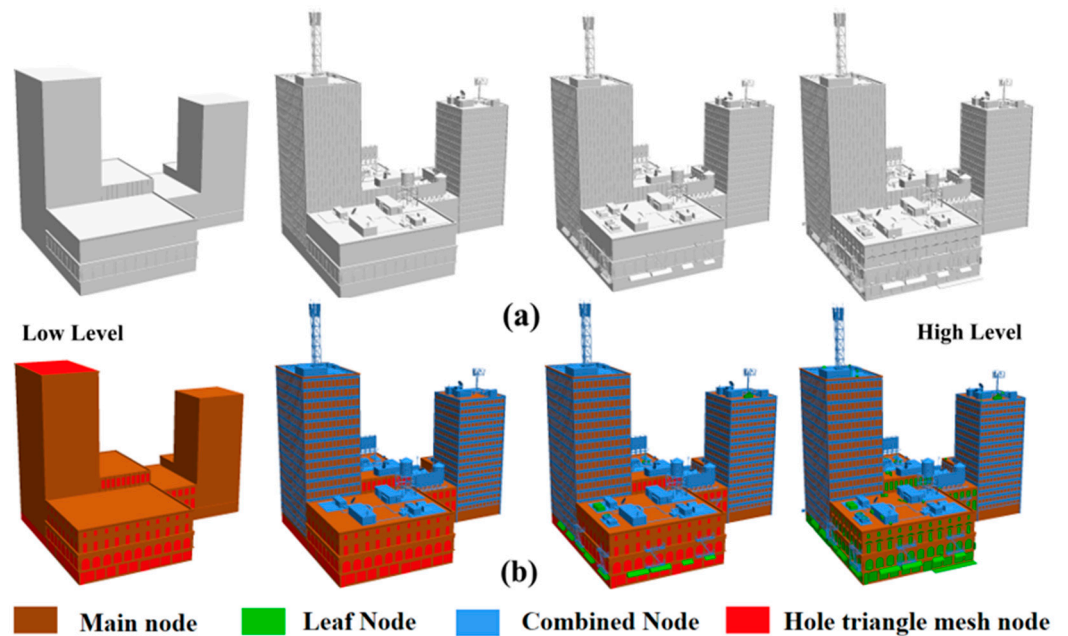 (a)
Low Level
High Level
(b)
Main node
Leaf Node
Combined Node
Hole triangle mesh node